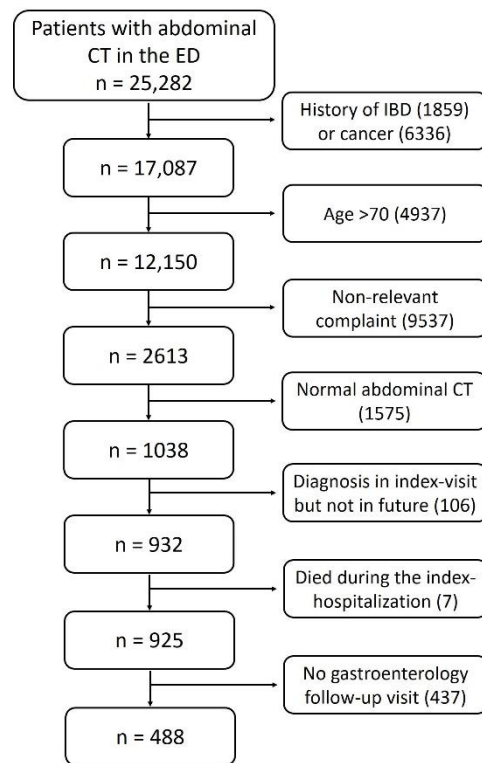 Patients with abdominal
CT in the ED
n = 25,282
History of IBD (1859)
or cancer (6336)
n = 17,087
Age >70 (4937)
n = 12,150
Non-relevant
complaint (9537)
n = 2613
Normal abdominal CT
(1575)
n = 1038
Diagnosis in index-visit
but not in future (106)
n = 932
Died during the index-
hospitalization (7)
n = 925
No gastroenterology
follow-up visit (437)
n = 488